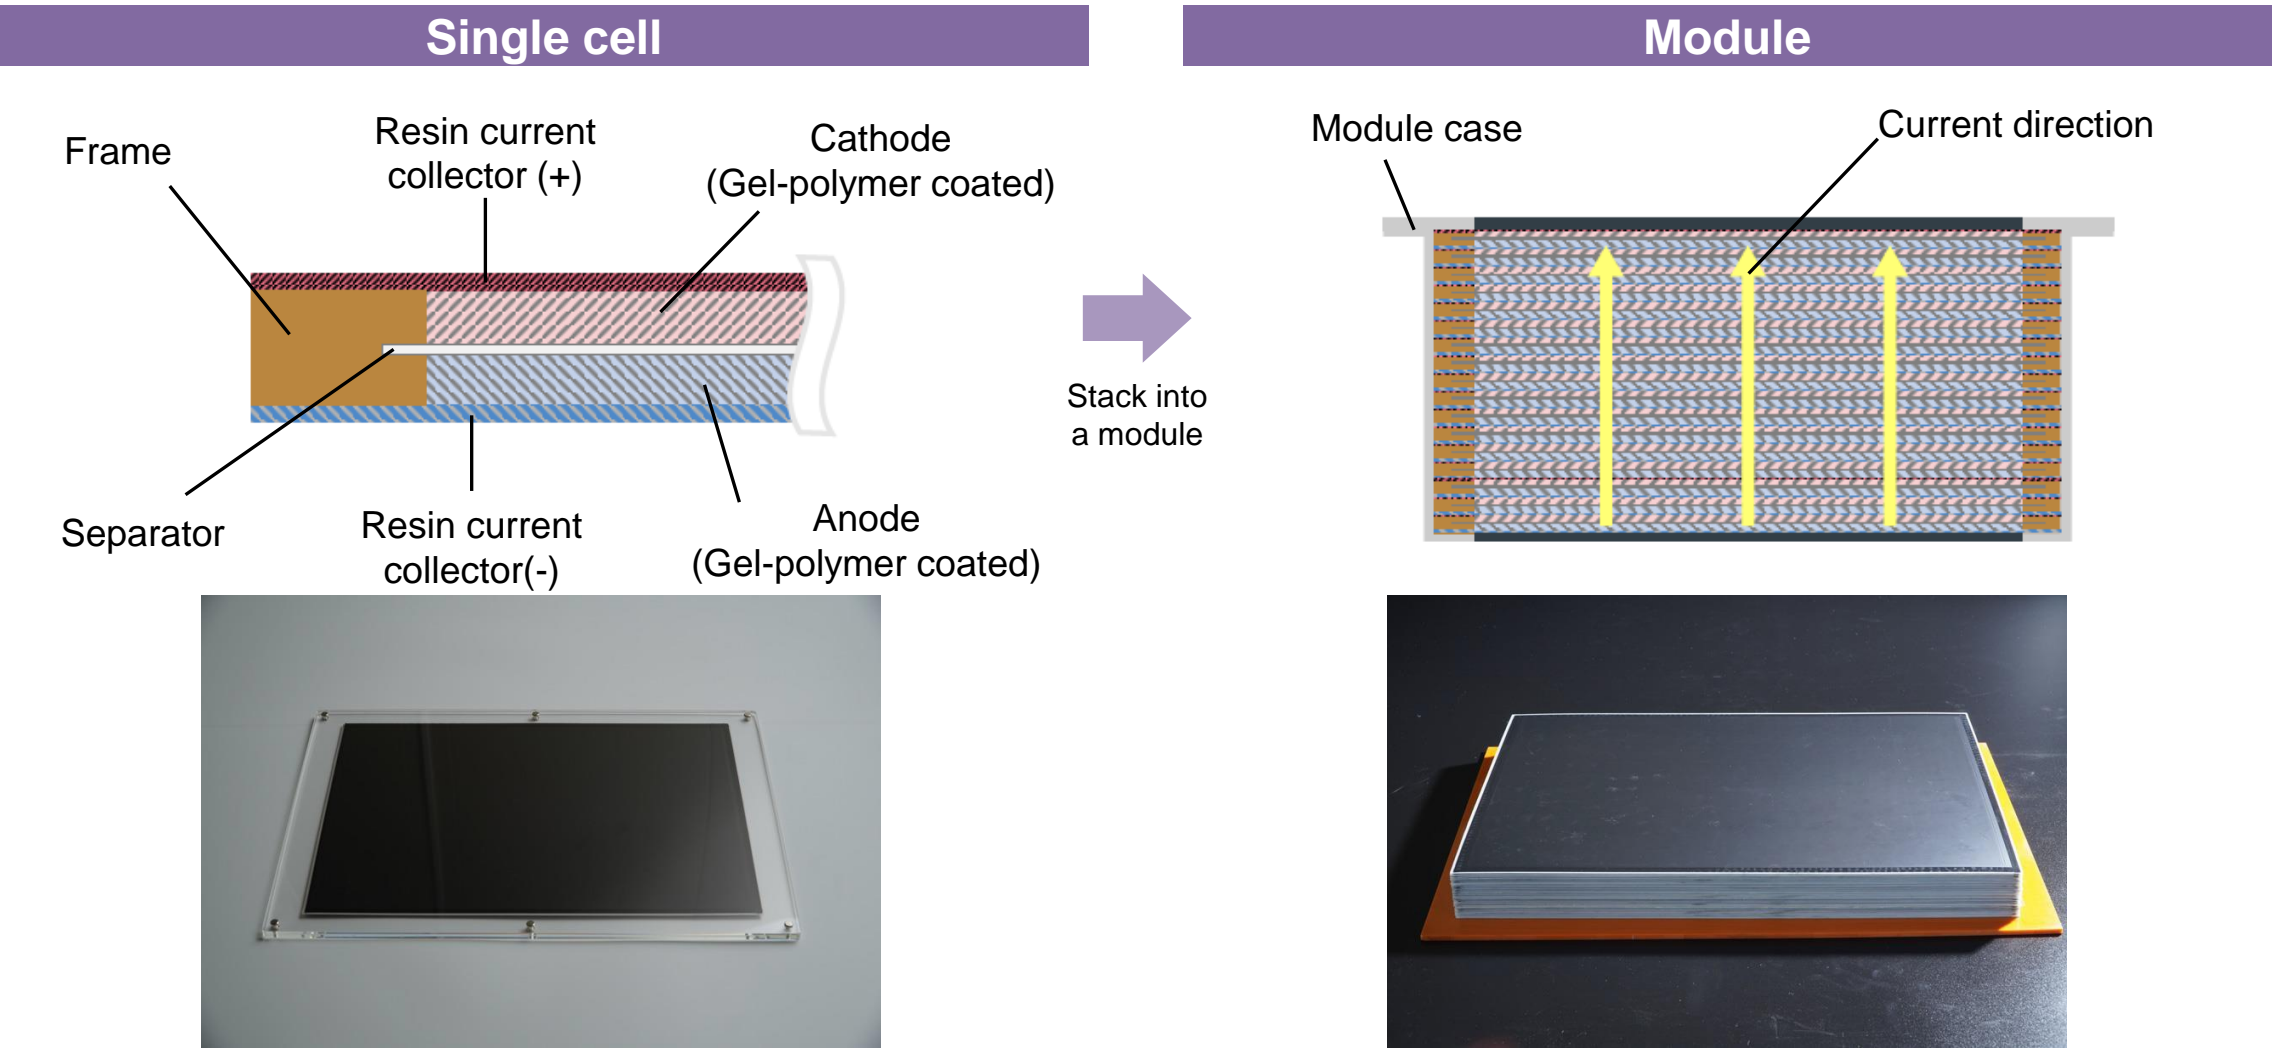 Single cell
Module
Frame
Resin current
collector (+)
Cathode
(Gel-polymer coated)
Separator
Resin current
collector(-)
Anode
(Gel-polymer coated)
Stack into
a module
Module case
Current direction